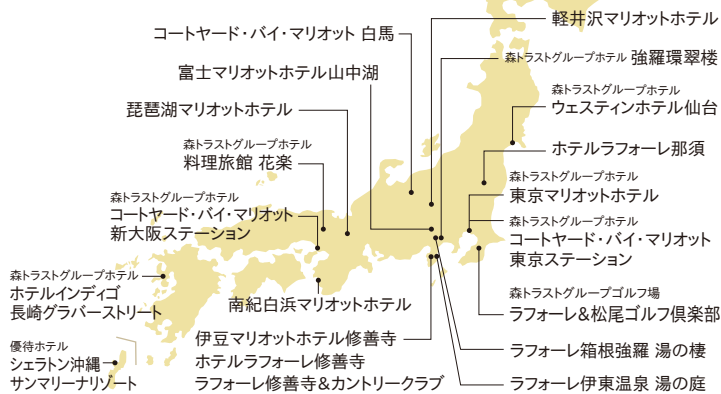 コートヤード・バイ・マリオット 白馬
富士マリオットホテル山中湖
琵琶湖マリオットホテル
森トラストグループホテル
料理旅館 花楽
森トラストグループホテル
コートヤード・バイ・マリオット
新大阪ステーション
森トラストグループホテル
ホテルインディゴ
長崎グラバーストリート
優待ホテル
シェラトン沖縄
サンマリーナリゾート
南紀白浜マリオットホテル
伊豆マリオットホテル修善寺
ホテルラフォーレ修善寺
ラフォーレ修善寺&カントリークラブ
軽井沢マリオットホテル
森トラストグループホテル 強羅環翠楼
森トラストグループホテル
ウェスティンホテル仙台
ホテルラフォーレ那須
森トラストグループホテル
東京マリオットホテル
森トラストグループホテル
コートヤード・バイ・マリオット
東京ステーション
森トラストグループゴルフ場
ラフォーレ&松尾ゴルフ倶楽部
ラフォーレ箱根強羅 湯の棲
ラフォーレ伊東温泉 湯の庭